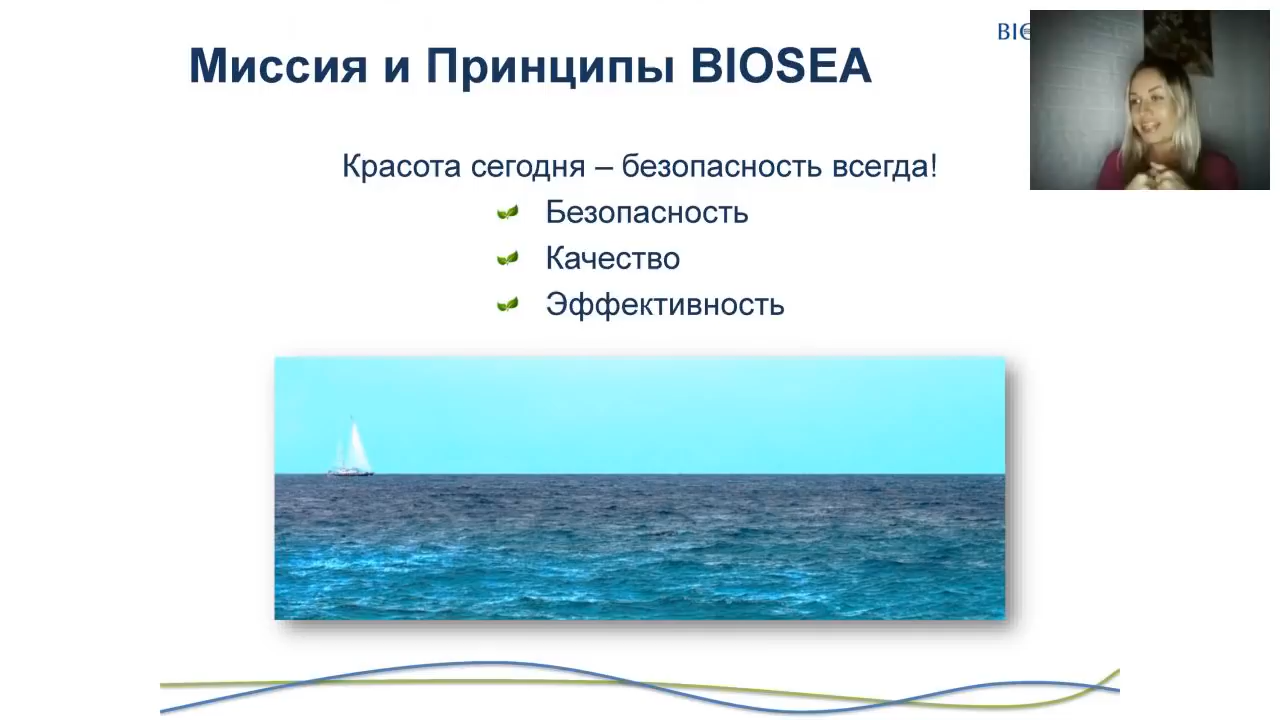 Миссия и Принципы BIOSEA
Красота сегодня – безопасность всегда!
Безопасность
Качество
Эффективность